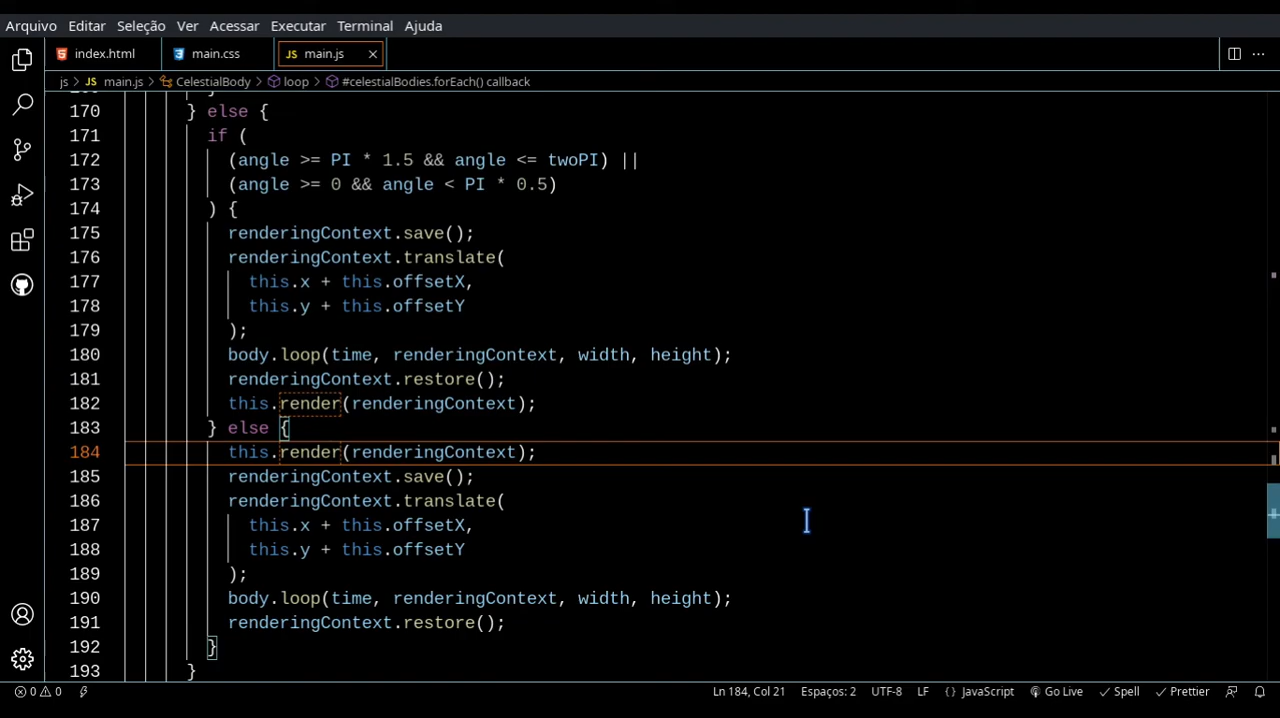 Arquivo Editar Seleção Ver Acessar Executar Terminal Ajuda
index.html main.css JS main.js
js > JS main.js > CelestialBody > loop > #celestialBodies.forEach() callback
170 } else {
171 if (
172 (angle >= PI * 1.5 && angle <= twoPI) ||
173 (angle >= 0 && angle < PI * 0.5)
174 ) {
175 renderingContext.save();
176 renderingContext.translate(
177 this.x + this.offsetX,
178 this.y + this.offsetY
179 );
180 body.loop(time, renderingContext, width, height);
181 renderingContext.restore();
182 this.render(renderingContext);
183 } else {
184 this.render(renderingContext);
185 renderingContext.save();
186 renderingContext.translate(
187 this.x + this.offsetX,
188 this.y + this.offsetY
189 );
190 body.loop(time, renderingContext, width, height);
191 renderingContext.restore();
192 }
193 }
0 0 Ln 184, Col 21 Espaços: 2 UTF-8 LF {} JavaScript Go Live Spell Prettier